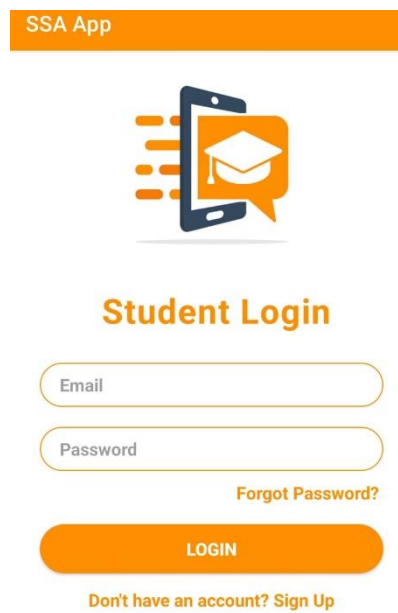 SSA App
Student Login
Email
Password
Forgot Password?
LOGIN
Don't have an account? Sign Up